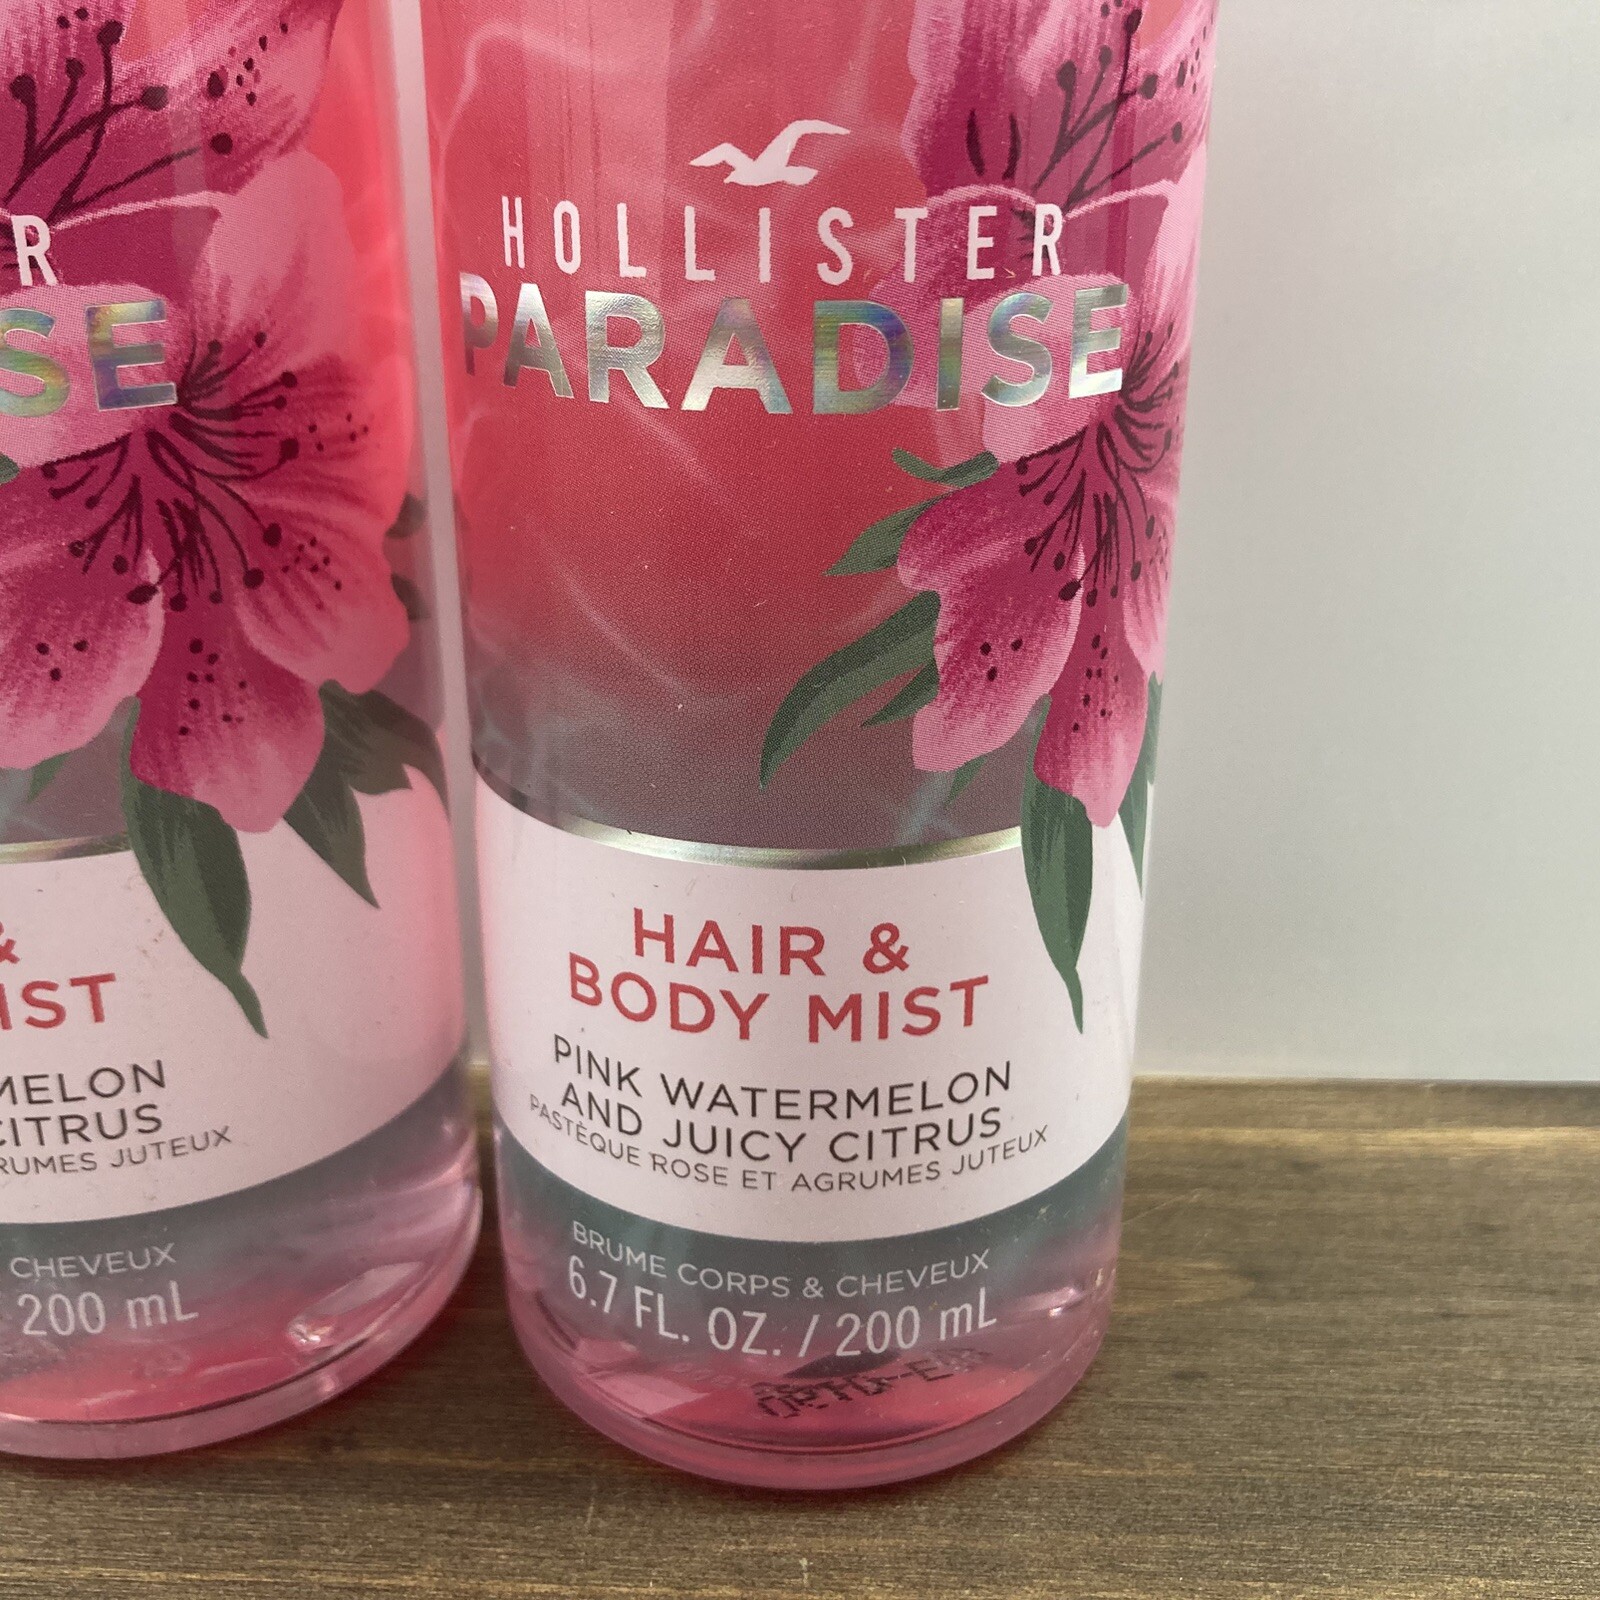 R
SE
&
IST
MELON
CITRUS
RUMES JUTEUX
CHEVEUX
200 mL
HOLLISTER
PARADISE
HAIR &
BODY MIST
PINK WATERMELON
AND JUICY CITRUS
PASTÈQUE ROSE ET AGRUMES JUTEUX
BRUME CORPS & CHEVEUX
6.7 FL. OZ. / 200 mL